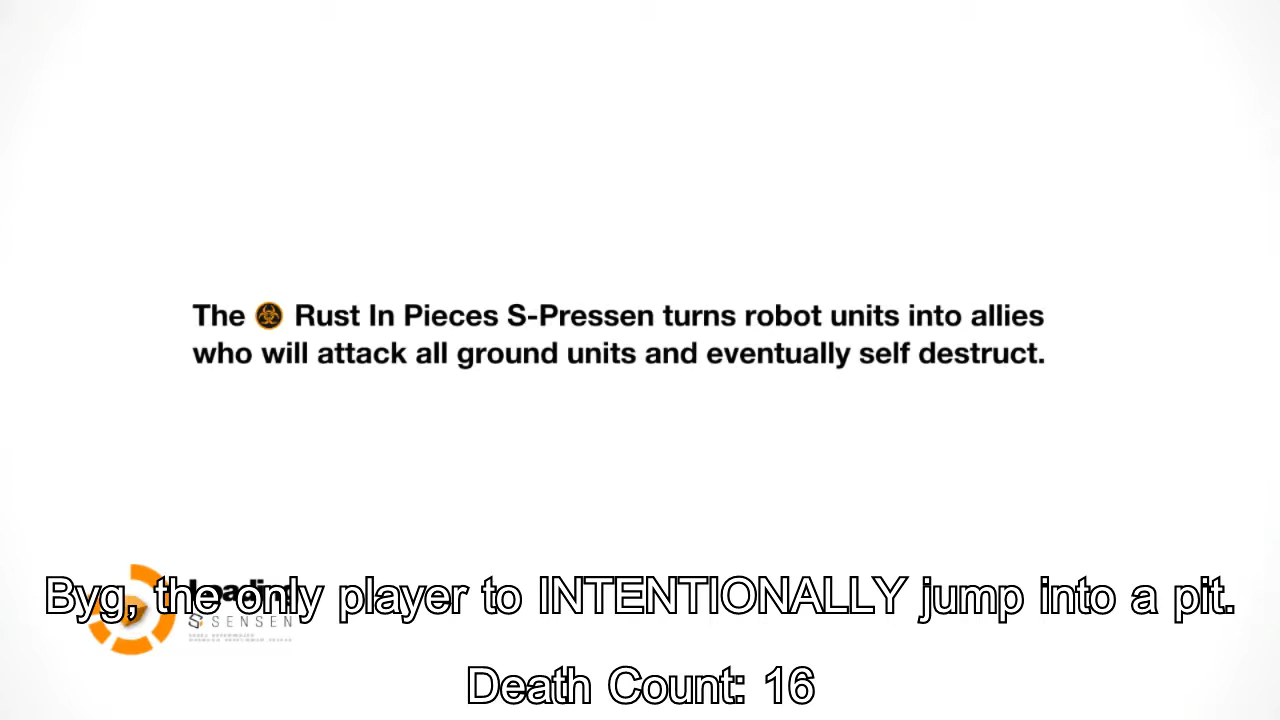 The Rust In Pieces S-Pressen turns robot units into allies
who will attack all ground units and eventually self destruct.
Loading
SENSEN
Byg, the only player to INTENTIONALLY jump into a pit.
Death Count: 16